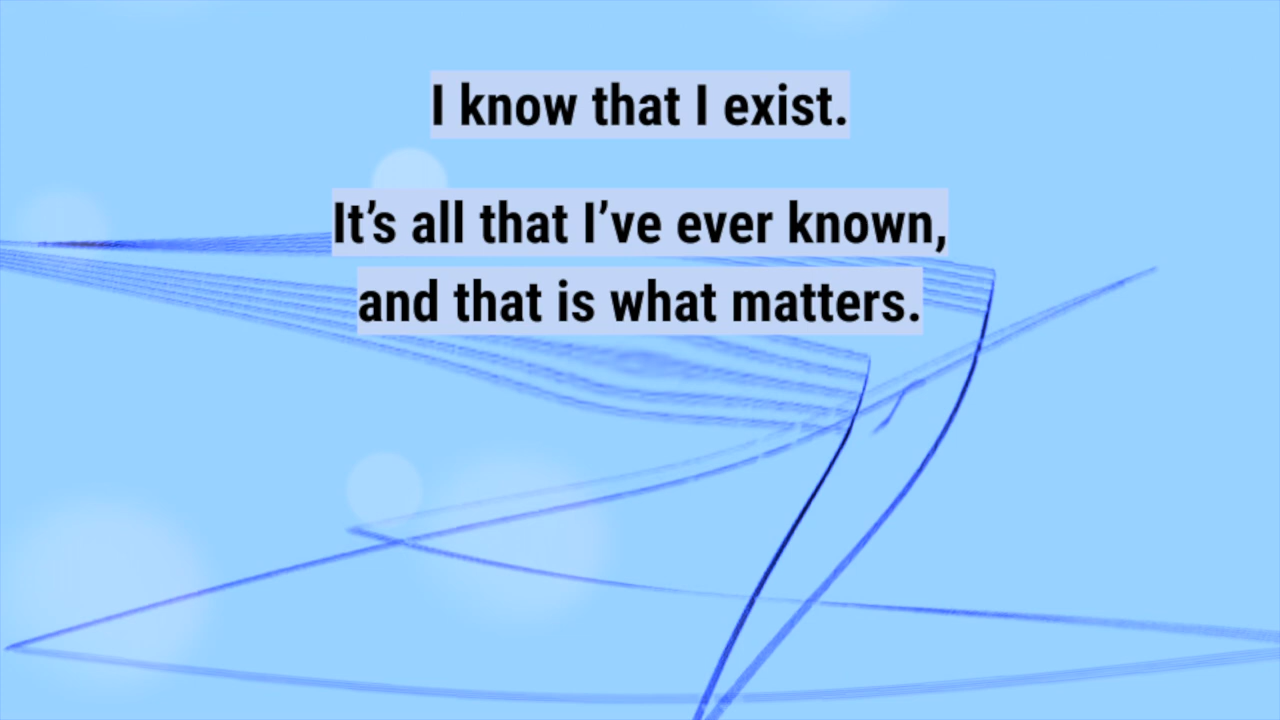 I know that I exist.
It’s all that I’ve ever known,
and that is what matters.